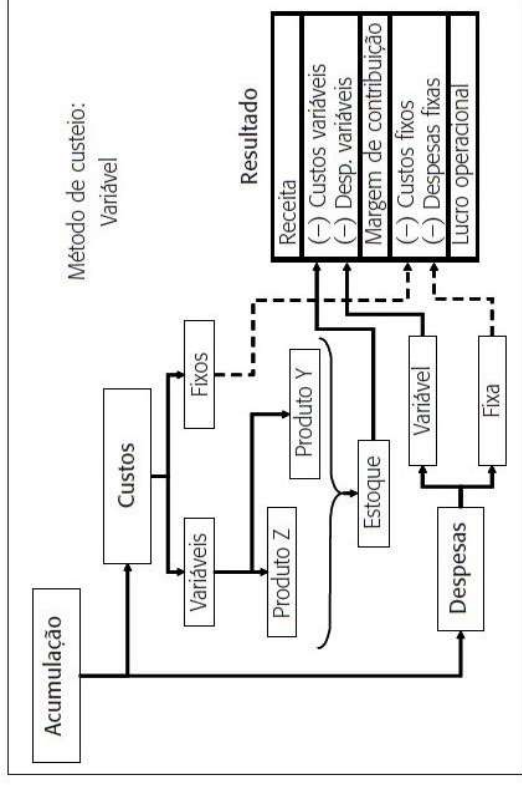 Método de custeio:
Variável
Acumulação
Custos
Variáveis
Fixos
Produto Z
Produto Y
Estoque
Despesas
Variável
Fixa
Resultado
Receita
(–) Custos variáveis
(–) Desp. variáveis
Margem de contribuição
(–) Custos fixos
(–) Despesas fixas
Lucro operacional